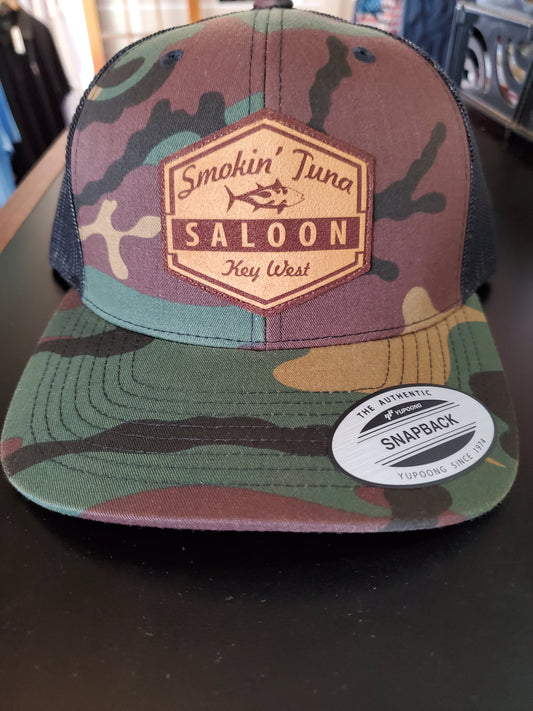 Smokin' Tuna
SALOON
Key West
THE AUTHENTIC
YUPOONG
SNAPBACK
YUPOONG SINCE 1974